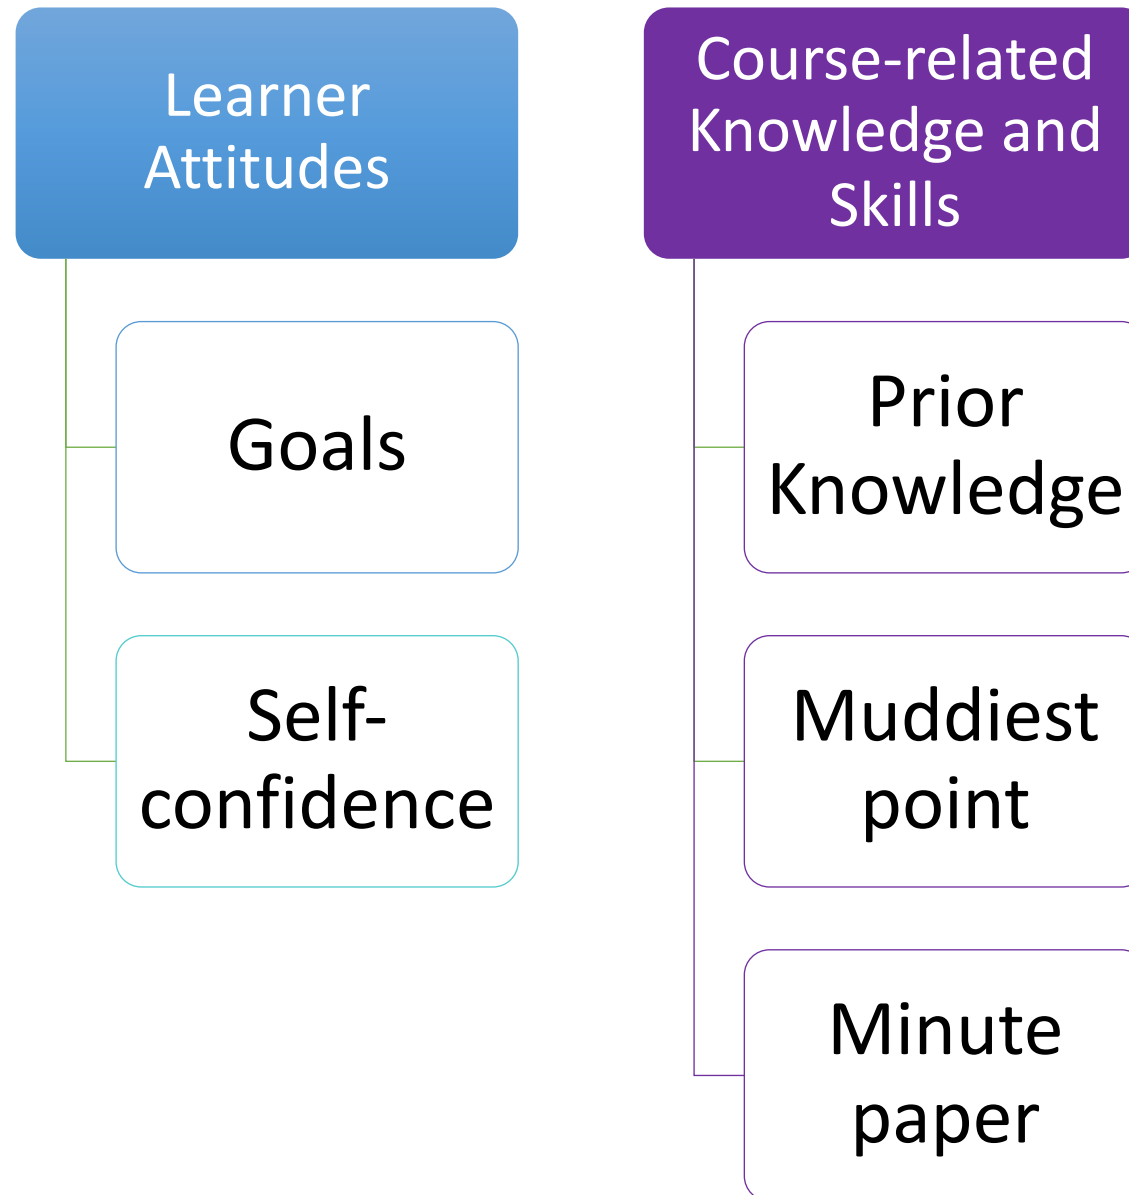 Learner
Attitudes
Goals
Self-
confidence
Course-related
Knowledge and
Skills
Prior
Knowledge
Muddiest
point
Minute
paper